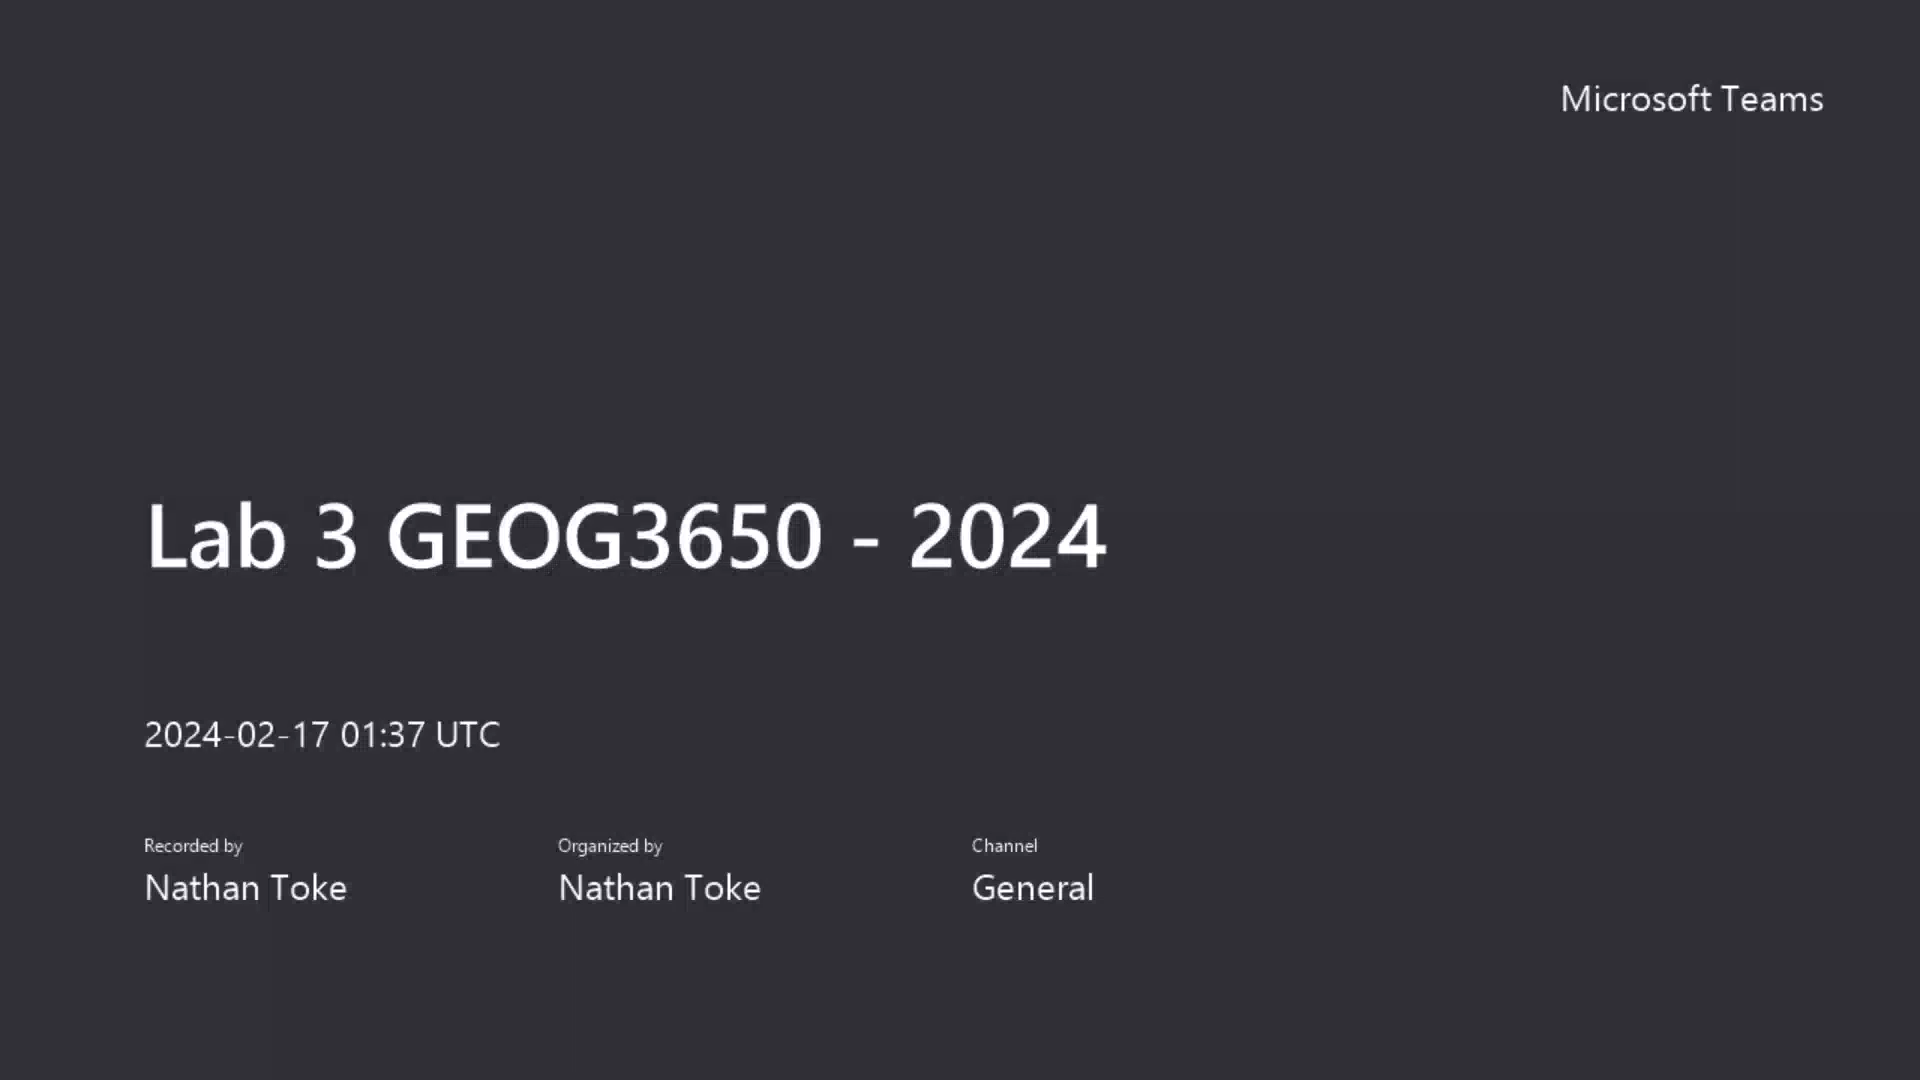 Microsoft Teams
Lab 3 GEOG3650 - 2024
2024-02-17 01:37 UTC
Recorded by
Nathan Toke
Organized by
Nathan Toke
Channel
General